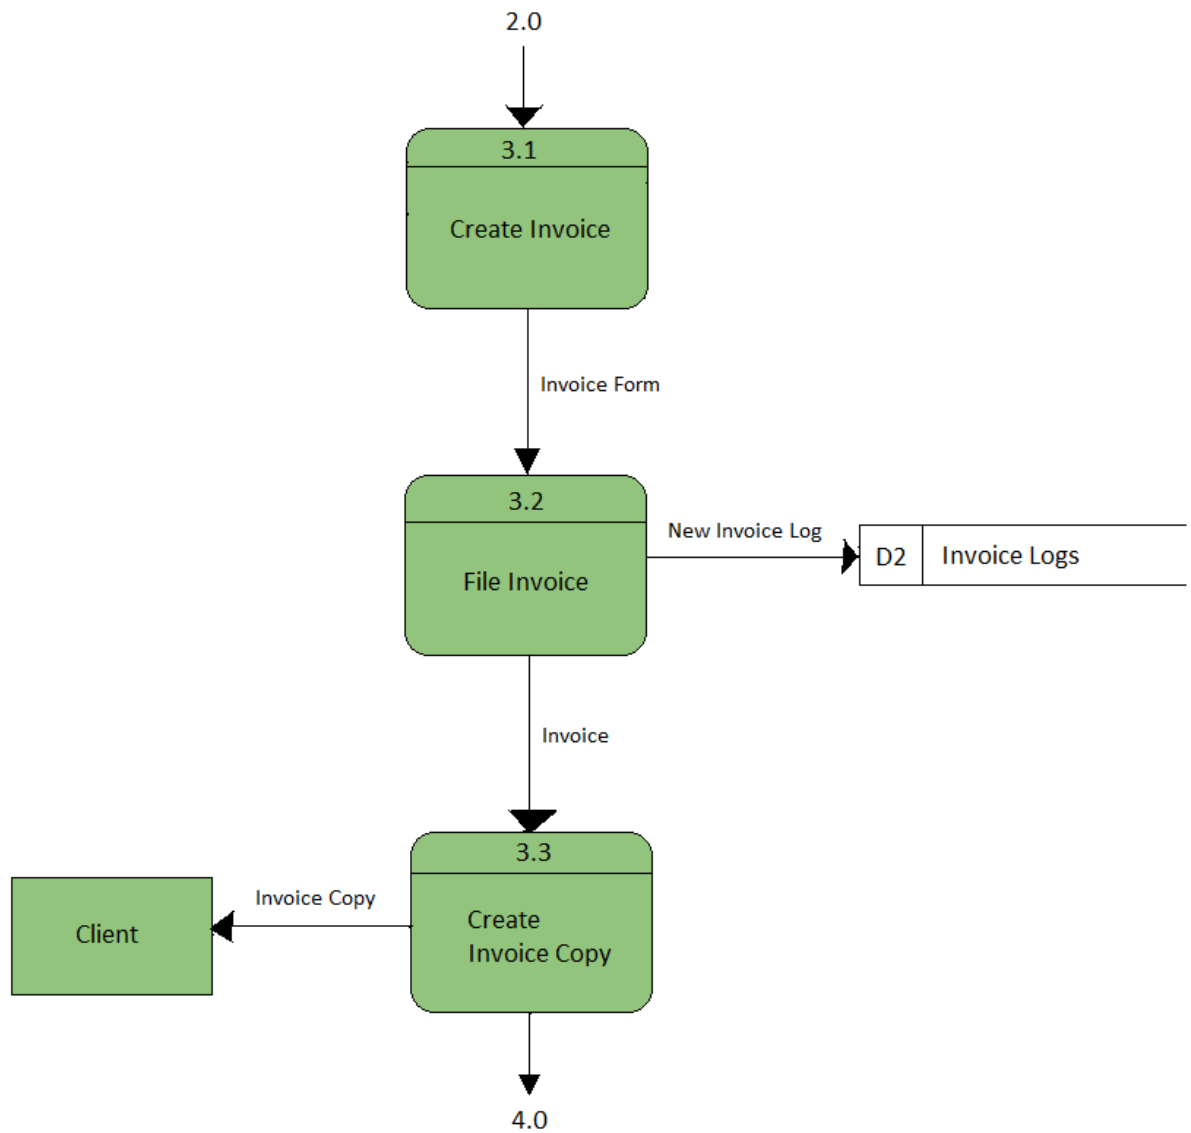 2.0
3.1
Create Invoice
Invoice Form
3.2
File Invoice
New Invoice Log
D2
Invoice Logs
Invoice
3.3
Create
Invoice Copy
Invoice Copy
Client
4.0